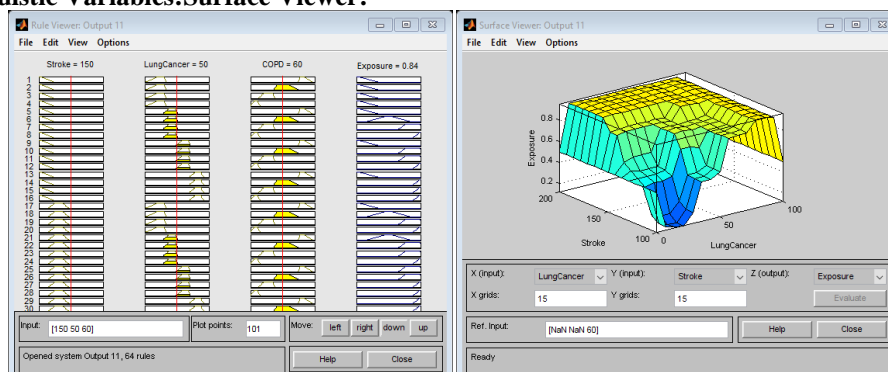 uistic Variables.Surface Viewer:
Rule Viewer: Output 11
File Edit View Options
Stroke = 150
LungCancer = 50
COPD = 60
Exposure = 0.84
1
2
3
4
5
6
7
8
9
10
11
12
13
14
15
16
17
18
19
20
21
22
23
24
25
26
27
28
29
30
Input: [150 50 60]
Plot points: 101
Move: left right down up
Opened system Output 11, 64 rules
Help Close
Surface Viewer: Output 11
File Edit View Options
0.8
0.6
0.4
0.2
Exposure
200
150
100
Stroke
0
50
100
LungCancer
X (input): LungCancer Y (input): Stroke Z (output): Exposure
X grids: 15 Y grids: 15 Evaluate
Ref. Input: [NaN NaN 60] Help Close
Ready